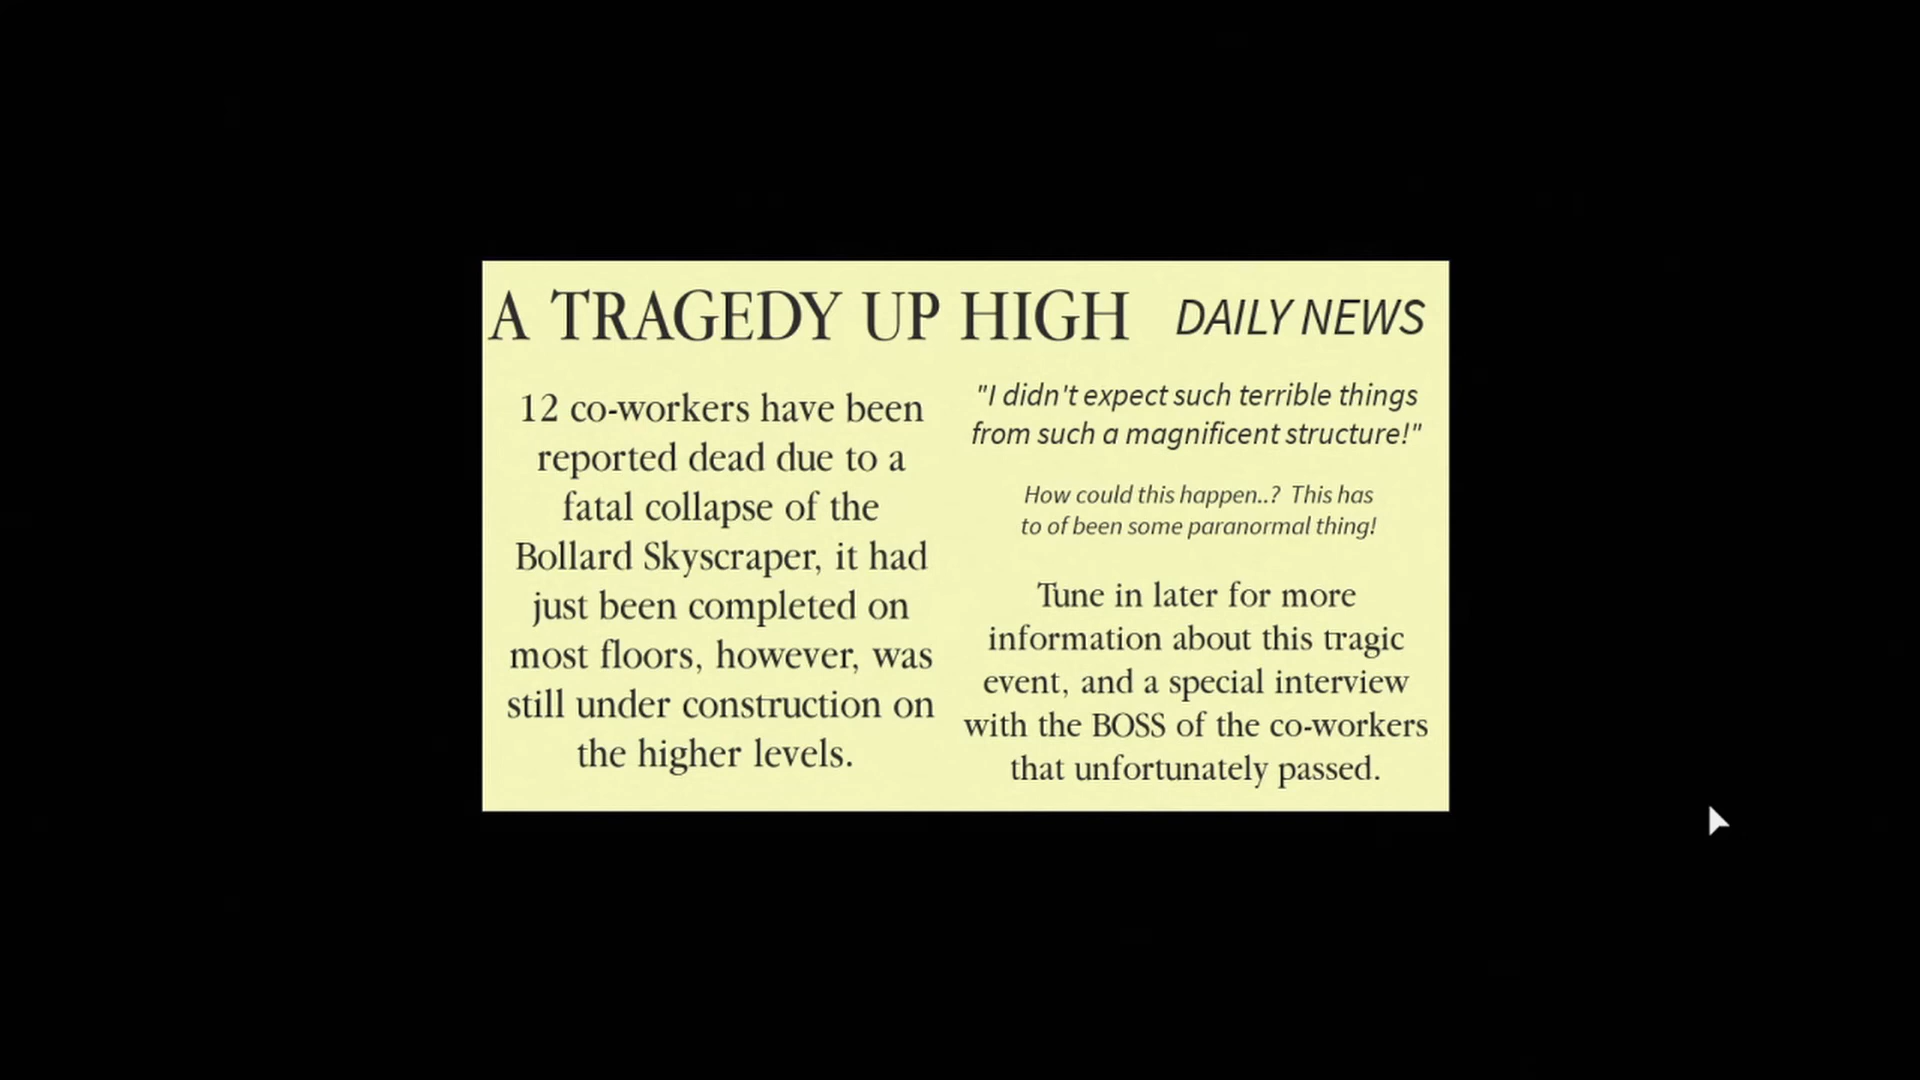 A TRAGEDY UP HIGH
DAILY NEWS
12 co-workers have been
reported dead due to a
fatal collapse of the
Bollard Skyscraper, it had
just been completed on
most floors, however, was
still under construction on
the higher levels.
"I didn't expect such terrible things
from such a magnificent structure!"
How could this happen..?  This has
to of been some paranormal thing!
Tune in later for more
information about this tragic
event, and a special interview
with the BOSS of the co-workers
that unfortunately passed.